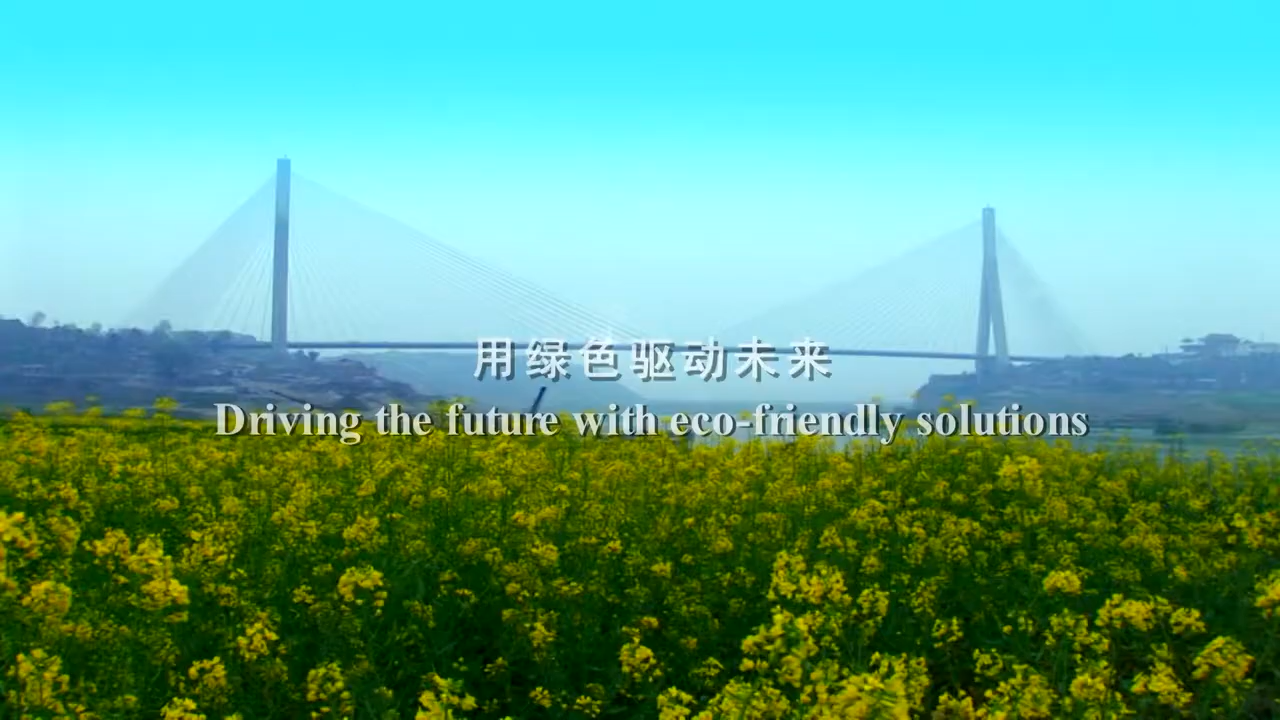 用绿色驱动未来
Driving the future with eco-friendly solutions